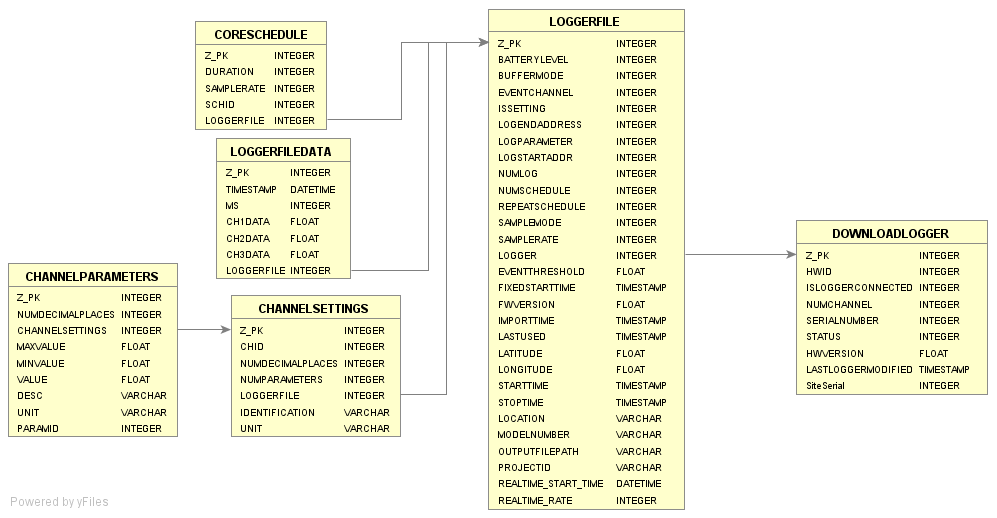 CORESCHEDULE
Z_PK INTEGER
DURATION INTEGER
SAMPLERATE INTEGER
SCHID INTEGER
LOGGERFILE INTEGER
LOGGERFILEDATA
Z_PK INTEGER
TIMESTAMP DATETIME
MS INTEGER
CH1DATA FLOAT
CH2DATA FLOAT
CH3DATA FLOAT
LOGGERFILE INTEGER
CHANNELPARAMETERS
Z_PK INTEGER
NUMDECIMALPLACES INTEGER
CHANNELSETTINGS INTEGER
MAXVALUE FLOAT
MINVALUE FLOAT
VALUE FLOAT
DESC VARCHAR
UNIT VARCHAR
PARAMID INTEGER
CHANNELSETTINGS
Z_PK INTEGER
CHID INTEGER
NUMDECIMALPLACES INTEGER
NUMPARAMETERS INTEGER
LOGGERFILE INTEGER
IDENTIFICATION VARCHAR
UNIT VARCHAR
LOGGERFILE
Z_PK INTEGER
BATTERYLEVEL INTEGER
BUFFERMODE INTEGER
EVENTCHANNEL INTEGER
ISSETTING INTEGER
LOGENDADDRESS INTEGER
LOGPARAMETER INTEGER
LOGSTARTADDR INTEGER
NUMLOG INTEGER
NUMSCHEDULE INTEGER
REPEATSCHEDULE INTEGER
SAMPLEMODE INTEGER
SAMPLERATE INTEGER
LOGGER INTEGER
EVENTTHRESHOLD FLOAT
FIXEDSTARTTIME TIMESTAMP
FWVERSION FLOAT
IMPORTTIME TIMESTAMP
LASTUSED TIMESTAMP
LATITUDE FLOAT
LONGITUDE FLOAT
STARTTIME TIMESTAMP
STOPTIME TIMESTAMP
LOCATION VARCHAR
MODELNUMBER VARCHAR
OUTPUTFILEPATH VARCHAR
PROJECTID VARCHAR
REALTIME_START_TIME DATETIME
REALTIME_RATE INTEGER
DOWNLOADLOGGER
Z_PK INTEGER
HWID INTEGER
ISLOGGERCONNECTED INTEGER
NUMCHANNEL INTEGER
SERIALNUMBER INTEGER
STATUS INTEGER
HWVERSION FLOAT
LASTLOGGERMODIFIED TIMESTAMP
SiteSerial INTEGER
Powered by yFiles